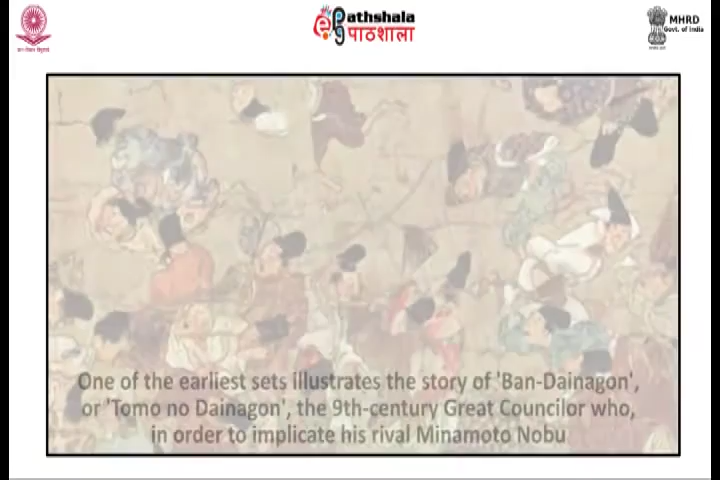 Pathshala
पाठशाला
MHRD
Govt. of India
One of the earliest sets illustrates the story of 'Ban-Dainagon',
or 'Tomo no Dainagon', the 9th-century Great Councilor who,
in order to implicate his rival Minamoto Nobu